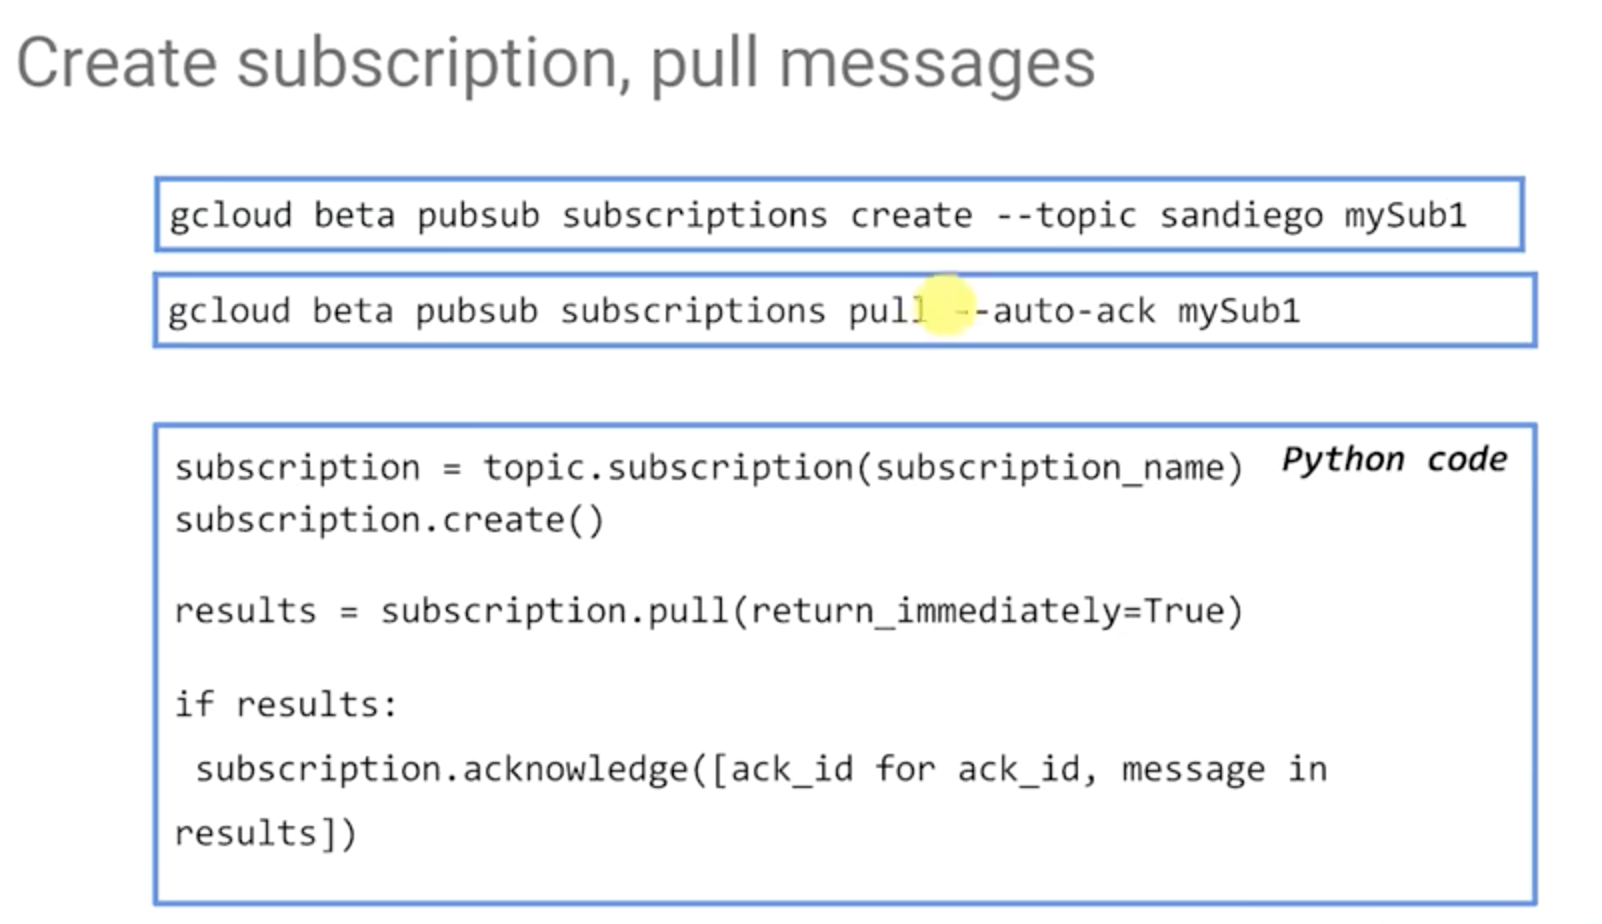 Create subscription, pull messages
gcloud beta pubsub subscriptions create --topic sandiego mySub1
gcloud beta pubsub subscriptions pull --auto-ack mySub1
Python code
subscription = topic.subscription(subscription_name)
subscription.create()
results = subscription.pull(return_immediately=True)
if results:
 subscription.acknowledge([ack_id for ack_id, message in
results])